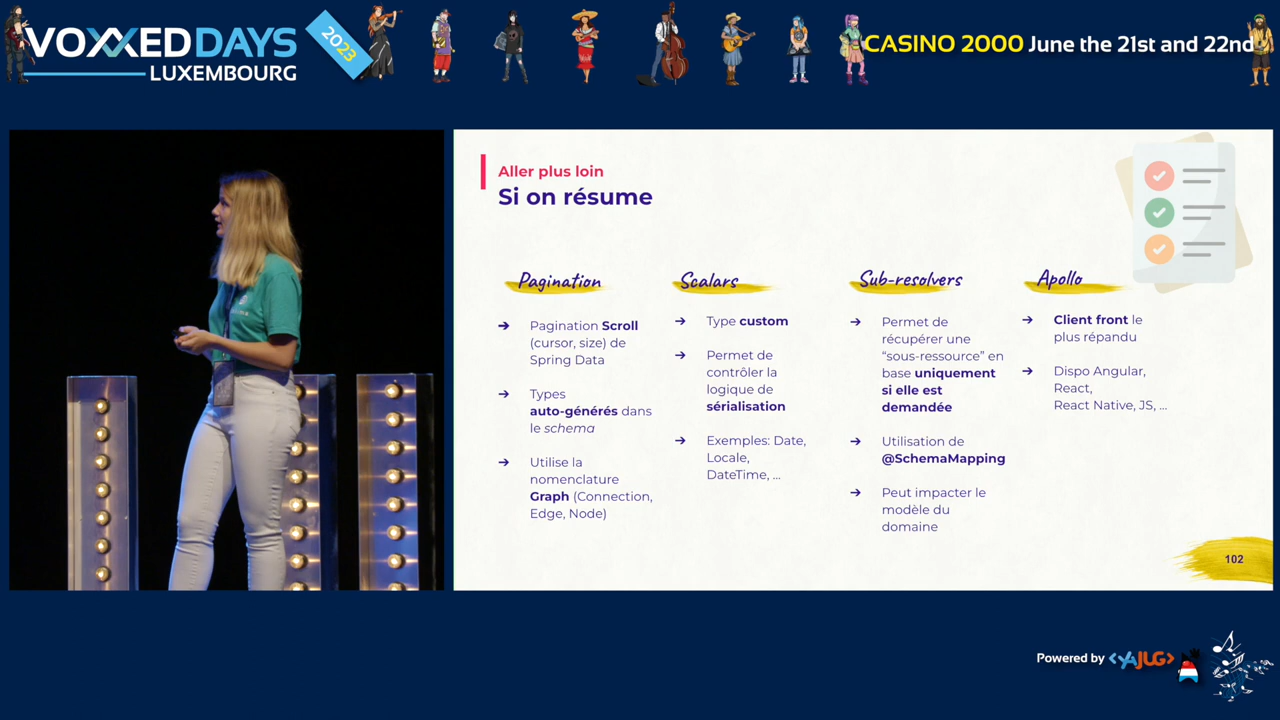 VOXXED DAYS
2023
LUXEMBOURG
CASINO 2000 June the 21st and 22nd
Aller plus loin
Si on résume
Pagination
➔ Pagination Scroll
(cursor, size) de
Spring Data
➔ Types
auto-générés dans
le schema
➔ Utilise la
nomenclature
Graph (Connection,
Edge, Node)
Scalars
➔ Type custom
➔ Permet de
contrôler la
logique de
sérialisation
➔ Exemples: Date,
Locale,
DateTime, ...
Sub-resolvers
➔ Permet de
récupérer une
“sous-ressource” en
base uniquement
si elle est
demandée
➔ Utilisation de
@SchemaMapping
➔ Peut impacter le
modèle du
domaine
Apollo
➔ Client front le
plus répandu
➔ Dispo Angular,
React,
React Native, JS, ...
102
Powered by <YAJUG>